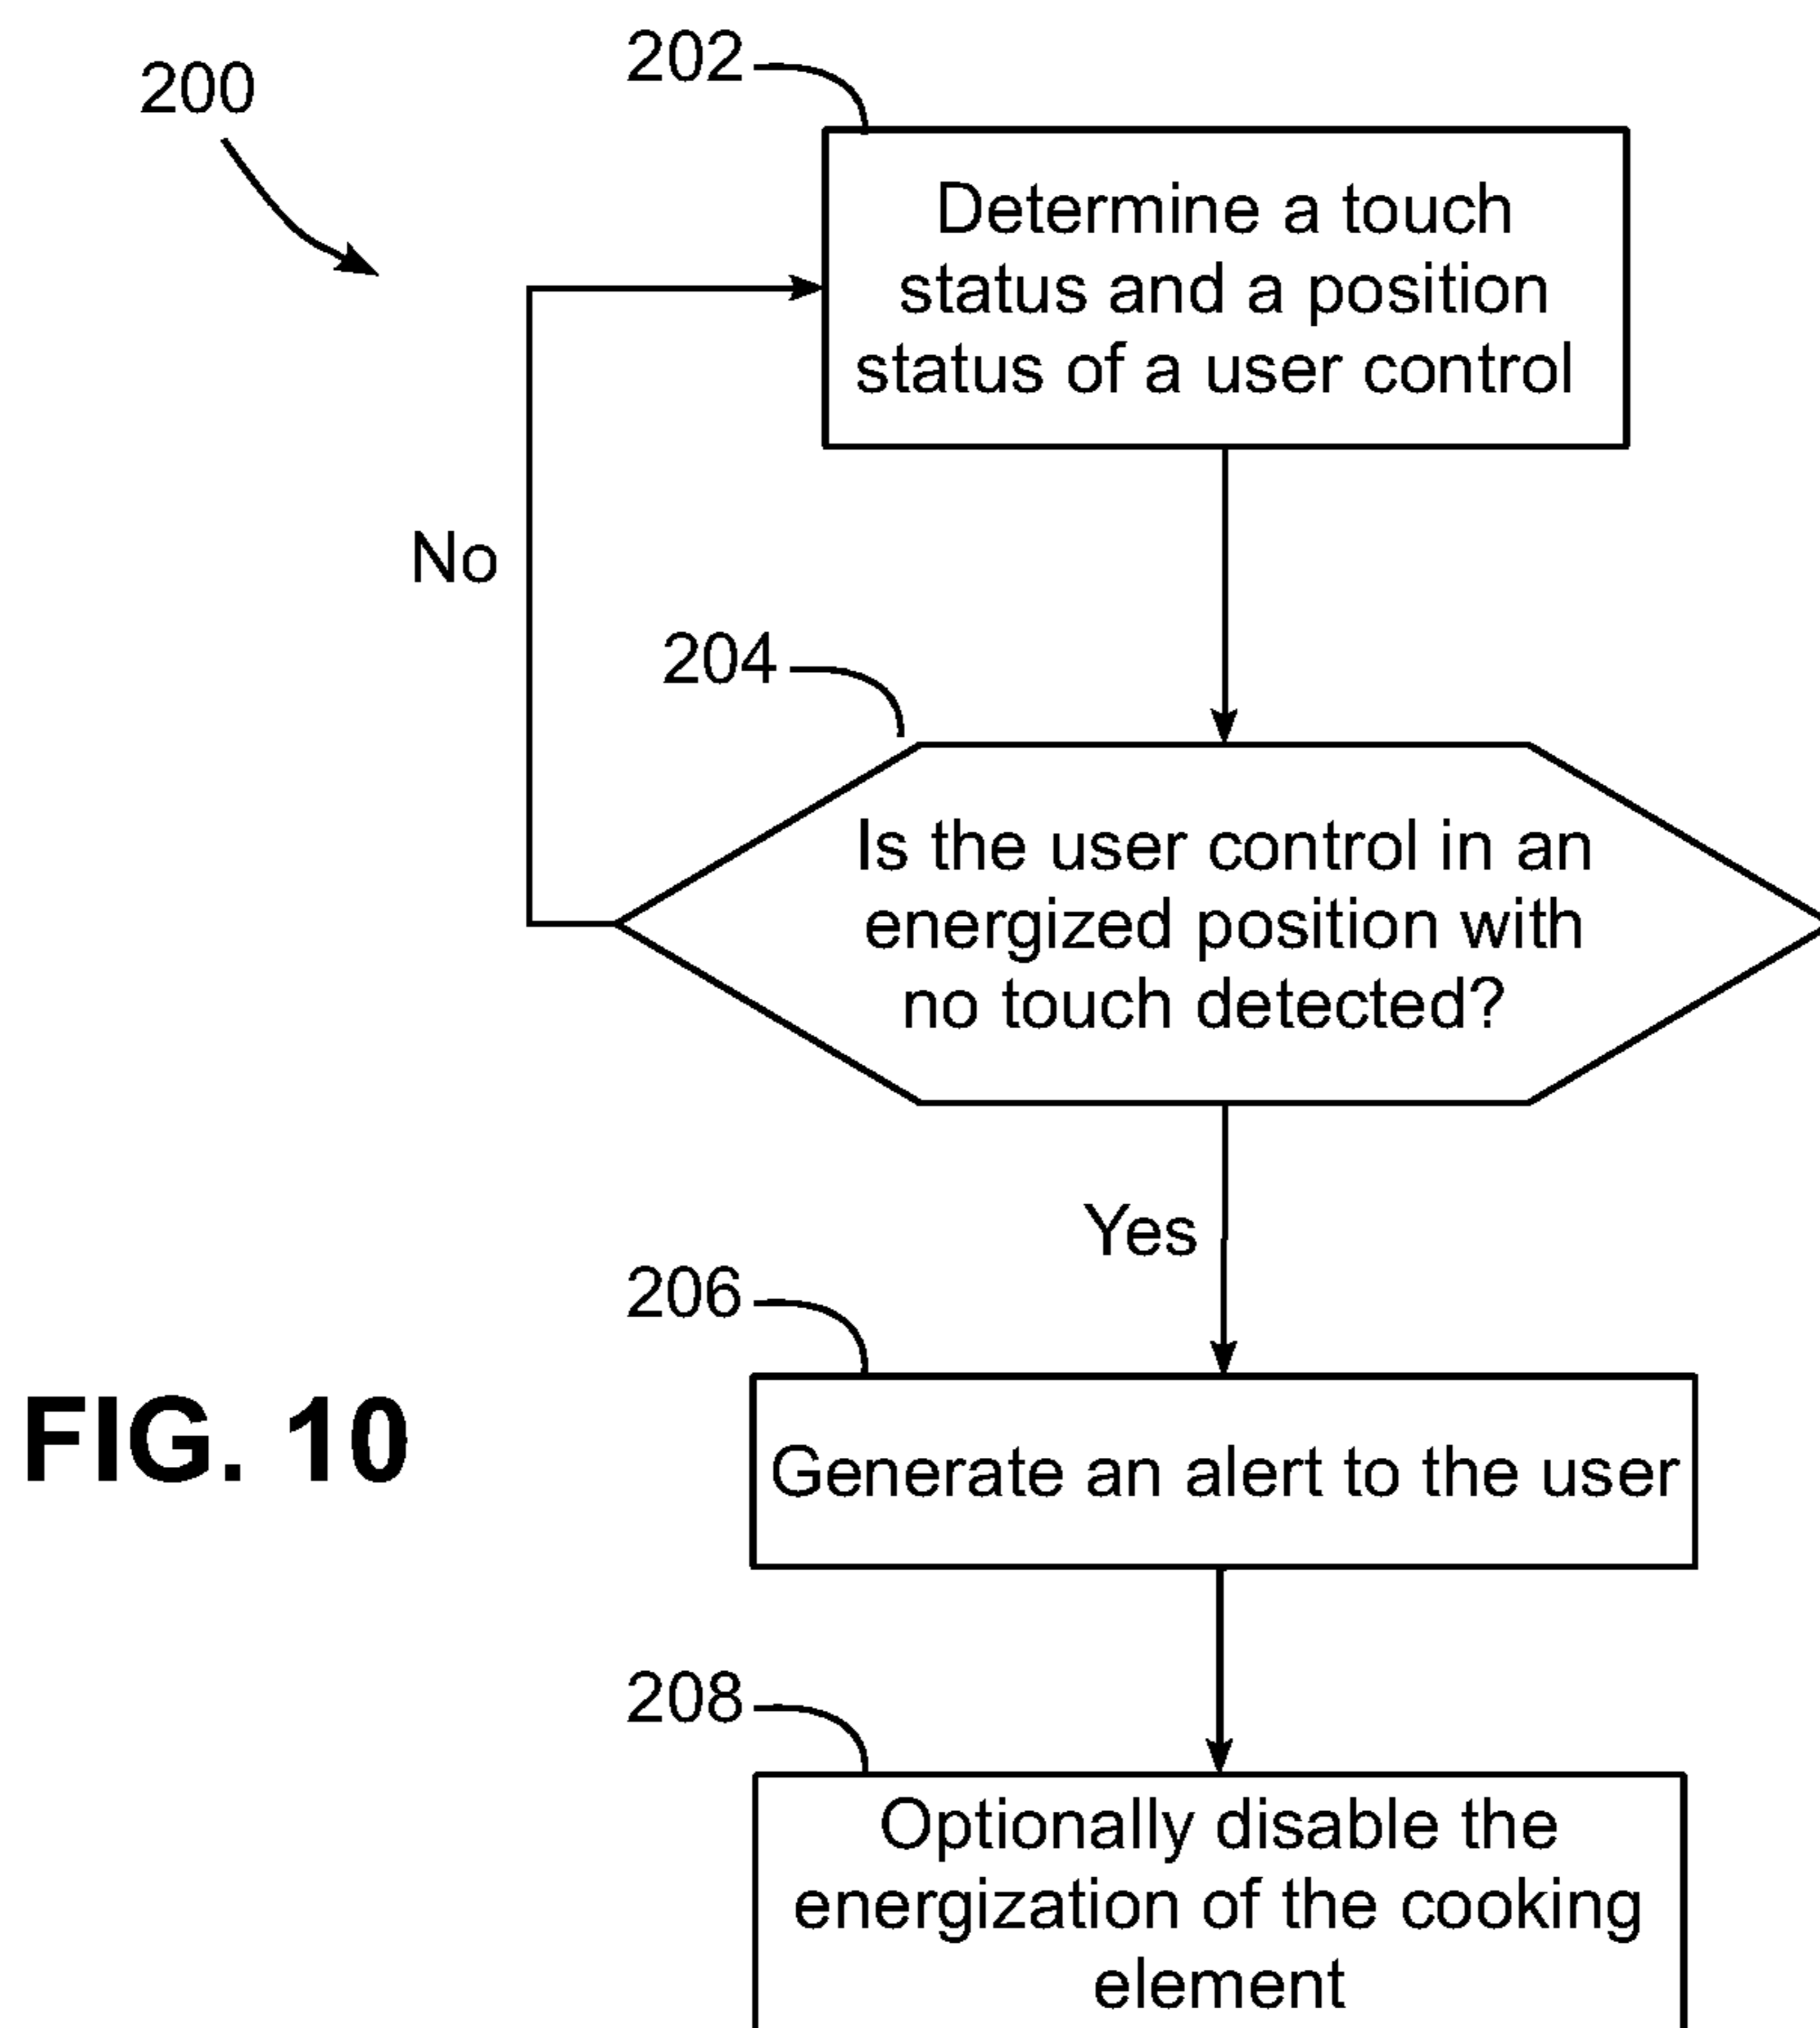 200
202
Determine a touch
status and a position
status of a user control
No
204
Is the user control in an
energized position with
no touch detected?
Yes
206
Generate an alert to the user
FIG. 10
208
Optionally disable the
energization of the cooking
element